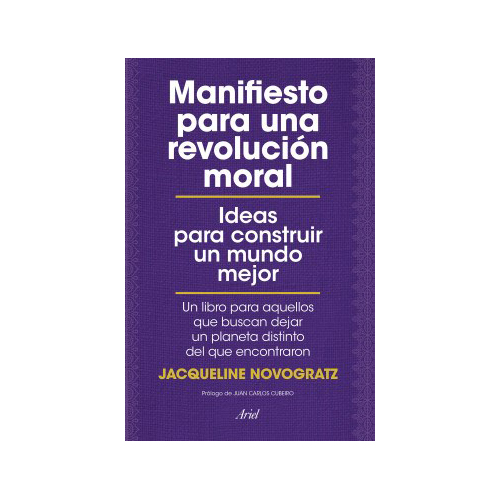 Manifiesto
para una
revolución
moral
Ideas
para construir
un mundo
mejor
Un libro para aquellos
que buscan dejar
un planeta distinto
del que encontraron
JACQUELINE NOVOGRATZ
Prólogo de JUAN CARLOS CUBEIRO
Ariel